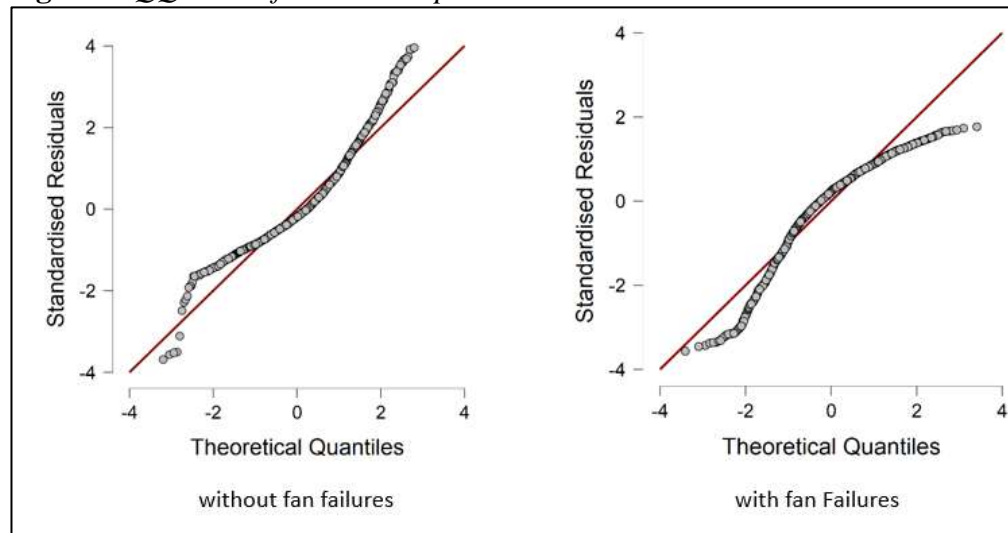 4
2
0
-2
-4
Standardised Residuals
-4 -2 0 2 4
Theoretical Quantiles
without fan failures
4
2
0
-2
-4
Standardised Residuals
-4 -2 0 2 4
Theoretical Quantiles
with fan Failures